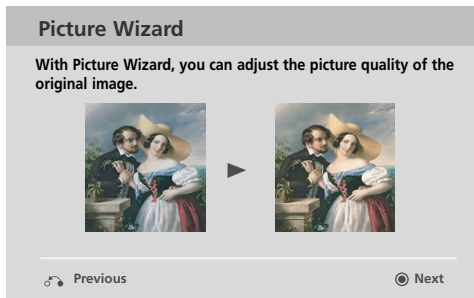 Picture Wizard
With Picture Wizard, you can adjust the picture quality of the
original image.
Previous
Next